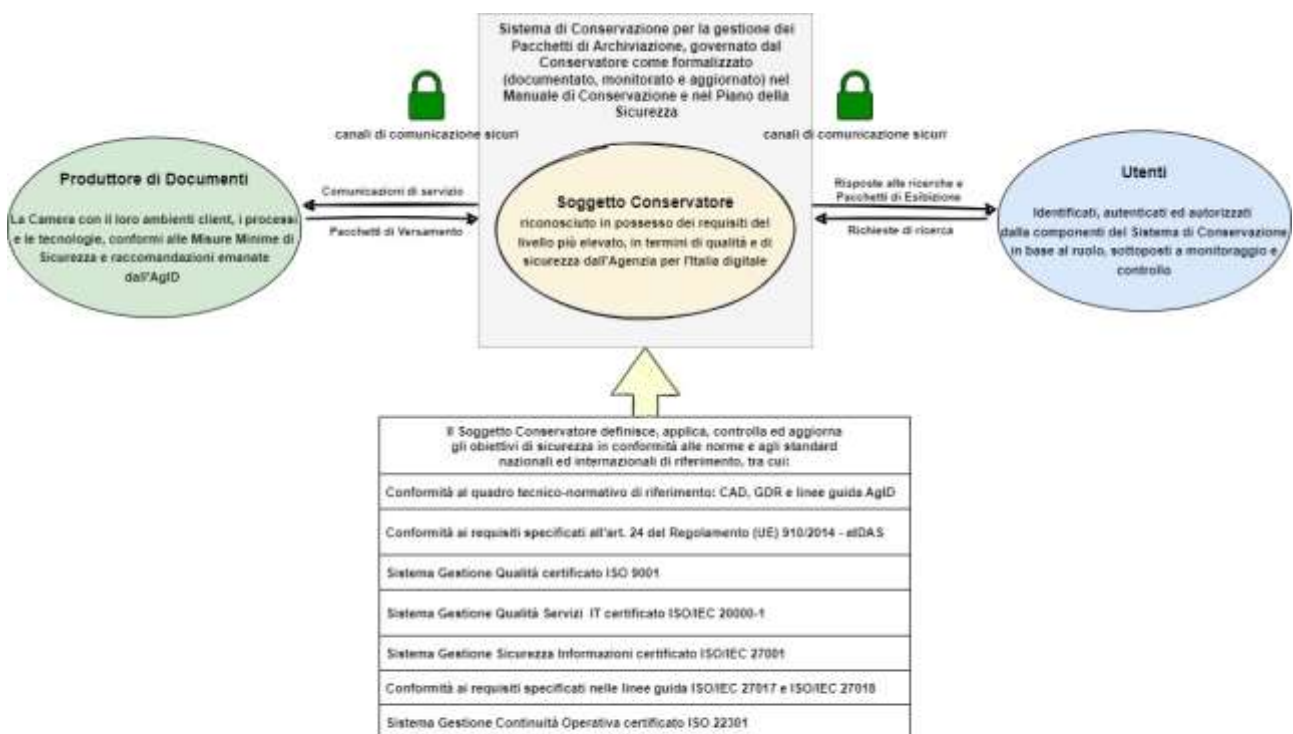 Sistema di Conservazione per la gestione dei
Pacchetti di Archiviazione, governato dal
Conservatore come formalizzato
(documentato, monitorato e aggiornato) nel
Manuale di Conservazione e nel Piano della
Sicurezza
canali di comunicazione sicuri
canali di comunicazione sicuri
Produttore di Documenti
La Camera con il loro ambienti client, i processi
e le tecnologie, conformi alle Misure Minime di
Sicurezza e raccomandazioni emanate
dall'AgID
Comunicazioni di servizio
Pacchetti di Versamento
Soggetto Conservatore
riconosciuto in possesso dei requisiti del
livello più elevato, in termini di qualità e di
sicurezza dall'Agenzia per l'Italia digitale
Risposte alle ricerche e
Pacchetti di Esibizione
Richieste di ricerca
Utenti
Identificati, autenticati ed autorizzati
dalla componenti del Sistema di Conservazione
in base al ruolo, sottoposti a monitoraggio e
controllo
Il Soggetto Conservatore definisce, applica, controlla ed aggiorna
gli obiettivi di sicurezza in conformità alle norme e agli standard
nazionali ed internazionali di riferimento, tra cui:
Conformità al quadro tecnico-normativo di riferimento: CAD, GDR e linee guida AgID
Conformità ai requisiti specificati all'art. 24 del Regolamento (UE) 910/2014 - eIDAS
Sistema Gestione Qualità certificato ISO 9001
Sistema Gestione Qualità Servizi IT certificato ISO/IEC 20000-1
Sistema Gestione Sicurezza Informazioni certificato ISO/IEC 27001
Conformità ai requisiti specificati nelle linee guida ISO/IEC 27017 e ISO/IEC 27018
Sistema Gestione Continuità Operativa certificato ISO 22301